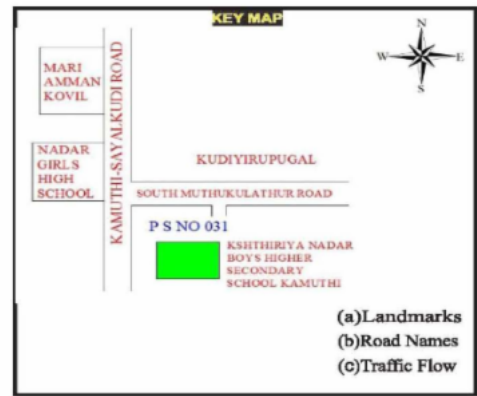 KEY MAP
N
W E
S
MARI
AMMAN
KOVIL
NADAR
GIRLS
HIGH
SCHOOL
KAMUTHI-SAYALKUDI ROAD
KUDIYIRUPUGAL
SOUTH MUTHUKULATHUR ROAD
P S NO 031
KSHTHIRIYA NADAR
BOYS HIGHER
SECONDARY
SCHOOL KAMUTHI
(a)Landmarks
(b)Road Names
(c)Traffic Flow